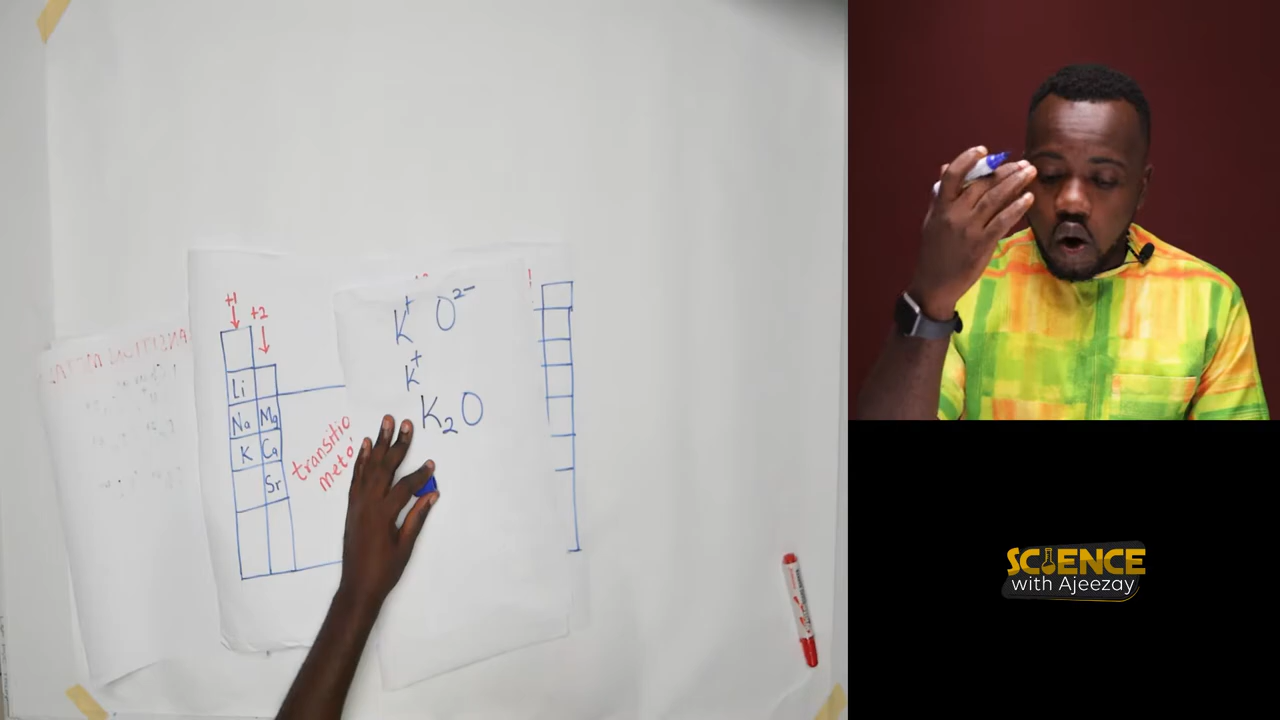 +1
+2
Li
Na Mg
K Ca
Sr
transitio
meta
K⁺ O²⁻
K⁺
K₂O
SCIENCE
with Ajeezay